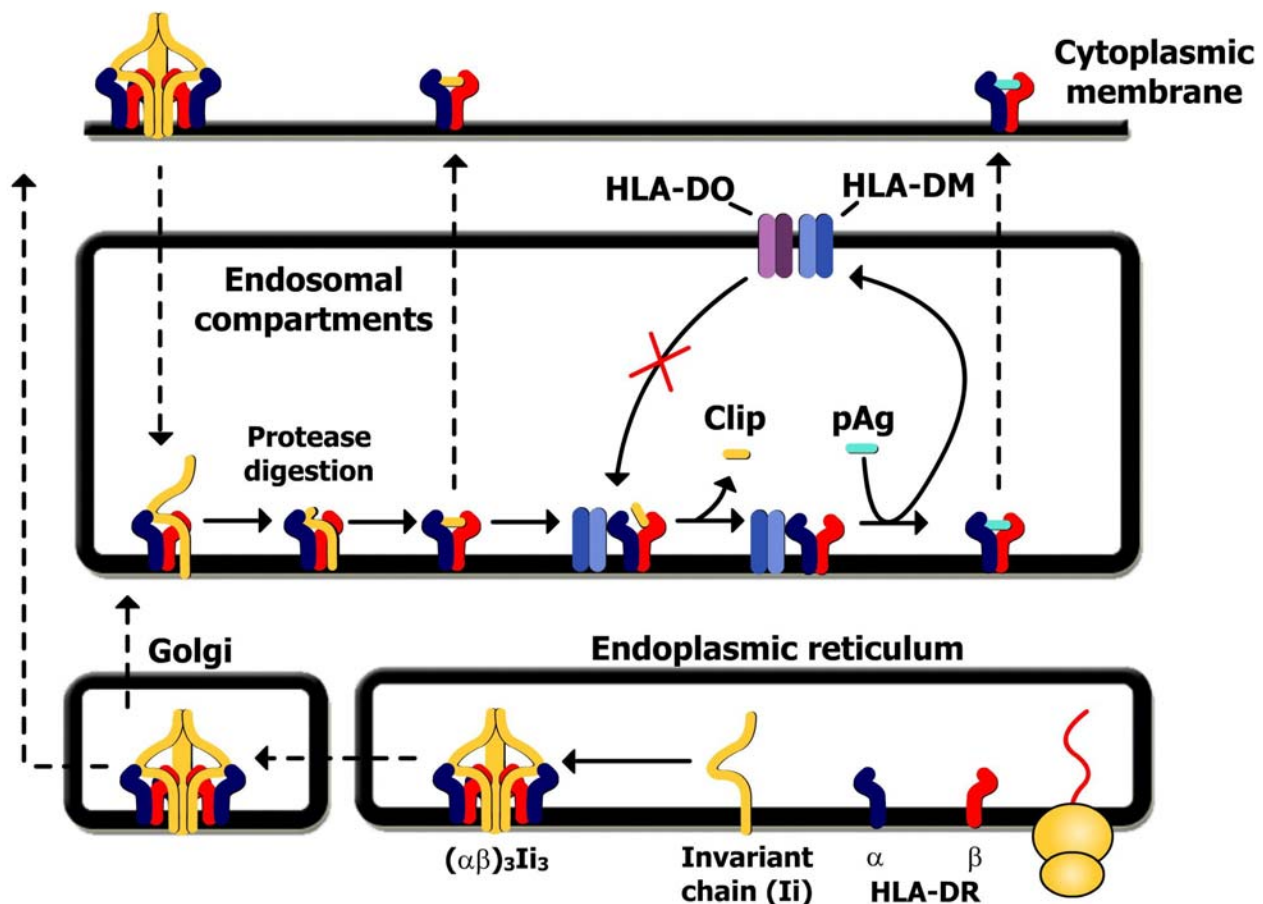 Cytoplasmic
membrane
HLA-DO
HLA-DM
Endosomal
compartments
Clip
pAg
Protease
digestion
Golgi
Endoplasmic reticulum
(αβ)₃Ii₃
Invariant
chain (Ii)
α
β
HLA-DR